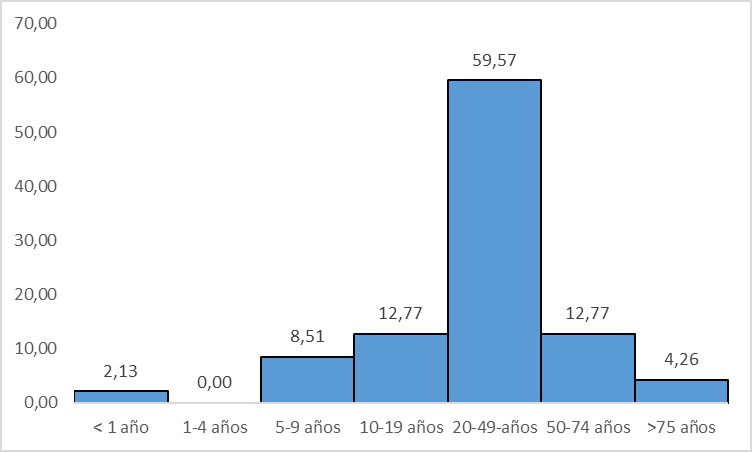 70,00
60,00
50,00
40,00
30,00
20,00
10,00
0,00
2,13
0,00
8,51
12,77
59,57
12,77
4,26
< 1 año
1-4 años
5-9 años
10-19 años
20-49-años
50-74 años
>75 años